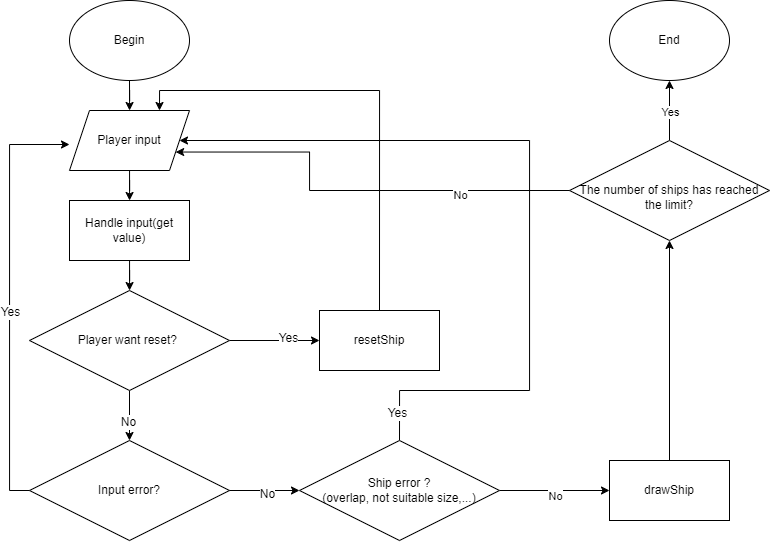 Begin
End
Player input
Yes
The number of ships has reached
the limit?
No
Handle input(get
value)
Yes
Player want reset?
Yes
resetShip
No
Yes
Input error?
No
Ship error ?
(overlap, not suitable size,...)
No
drawShip